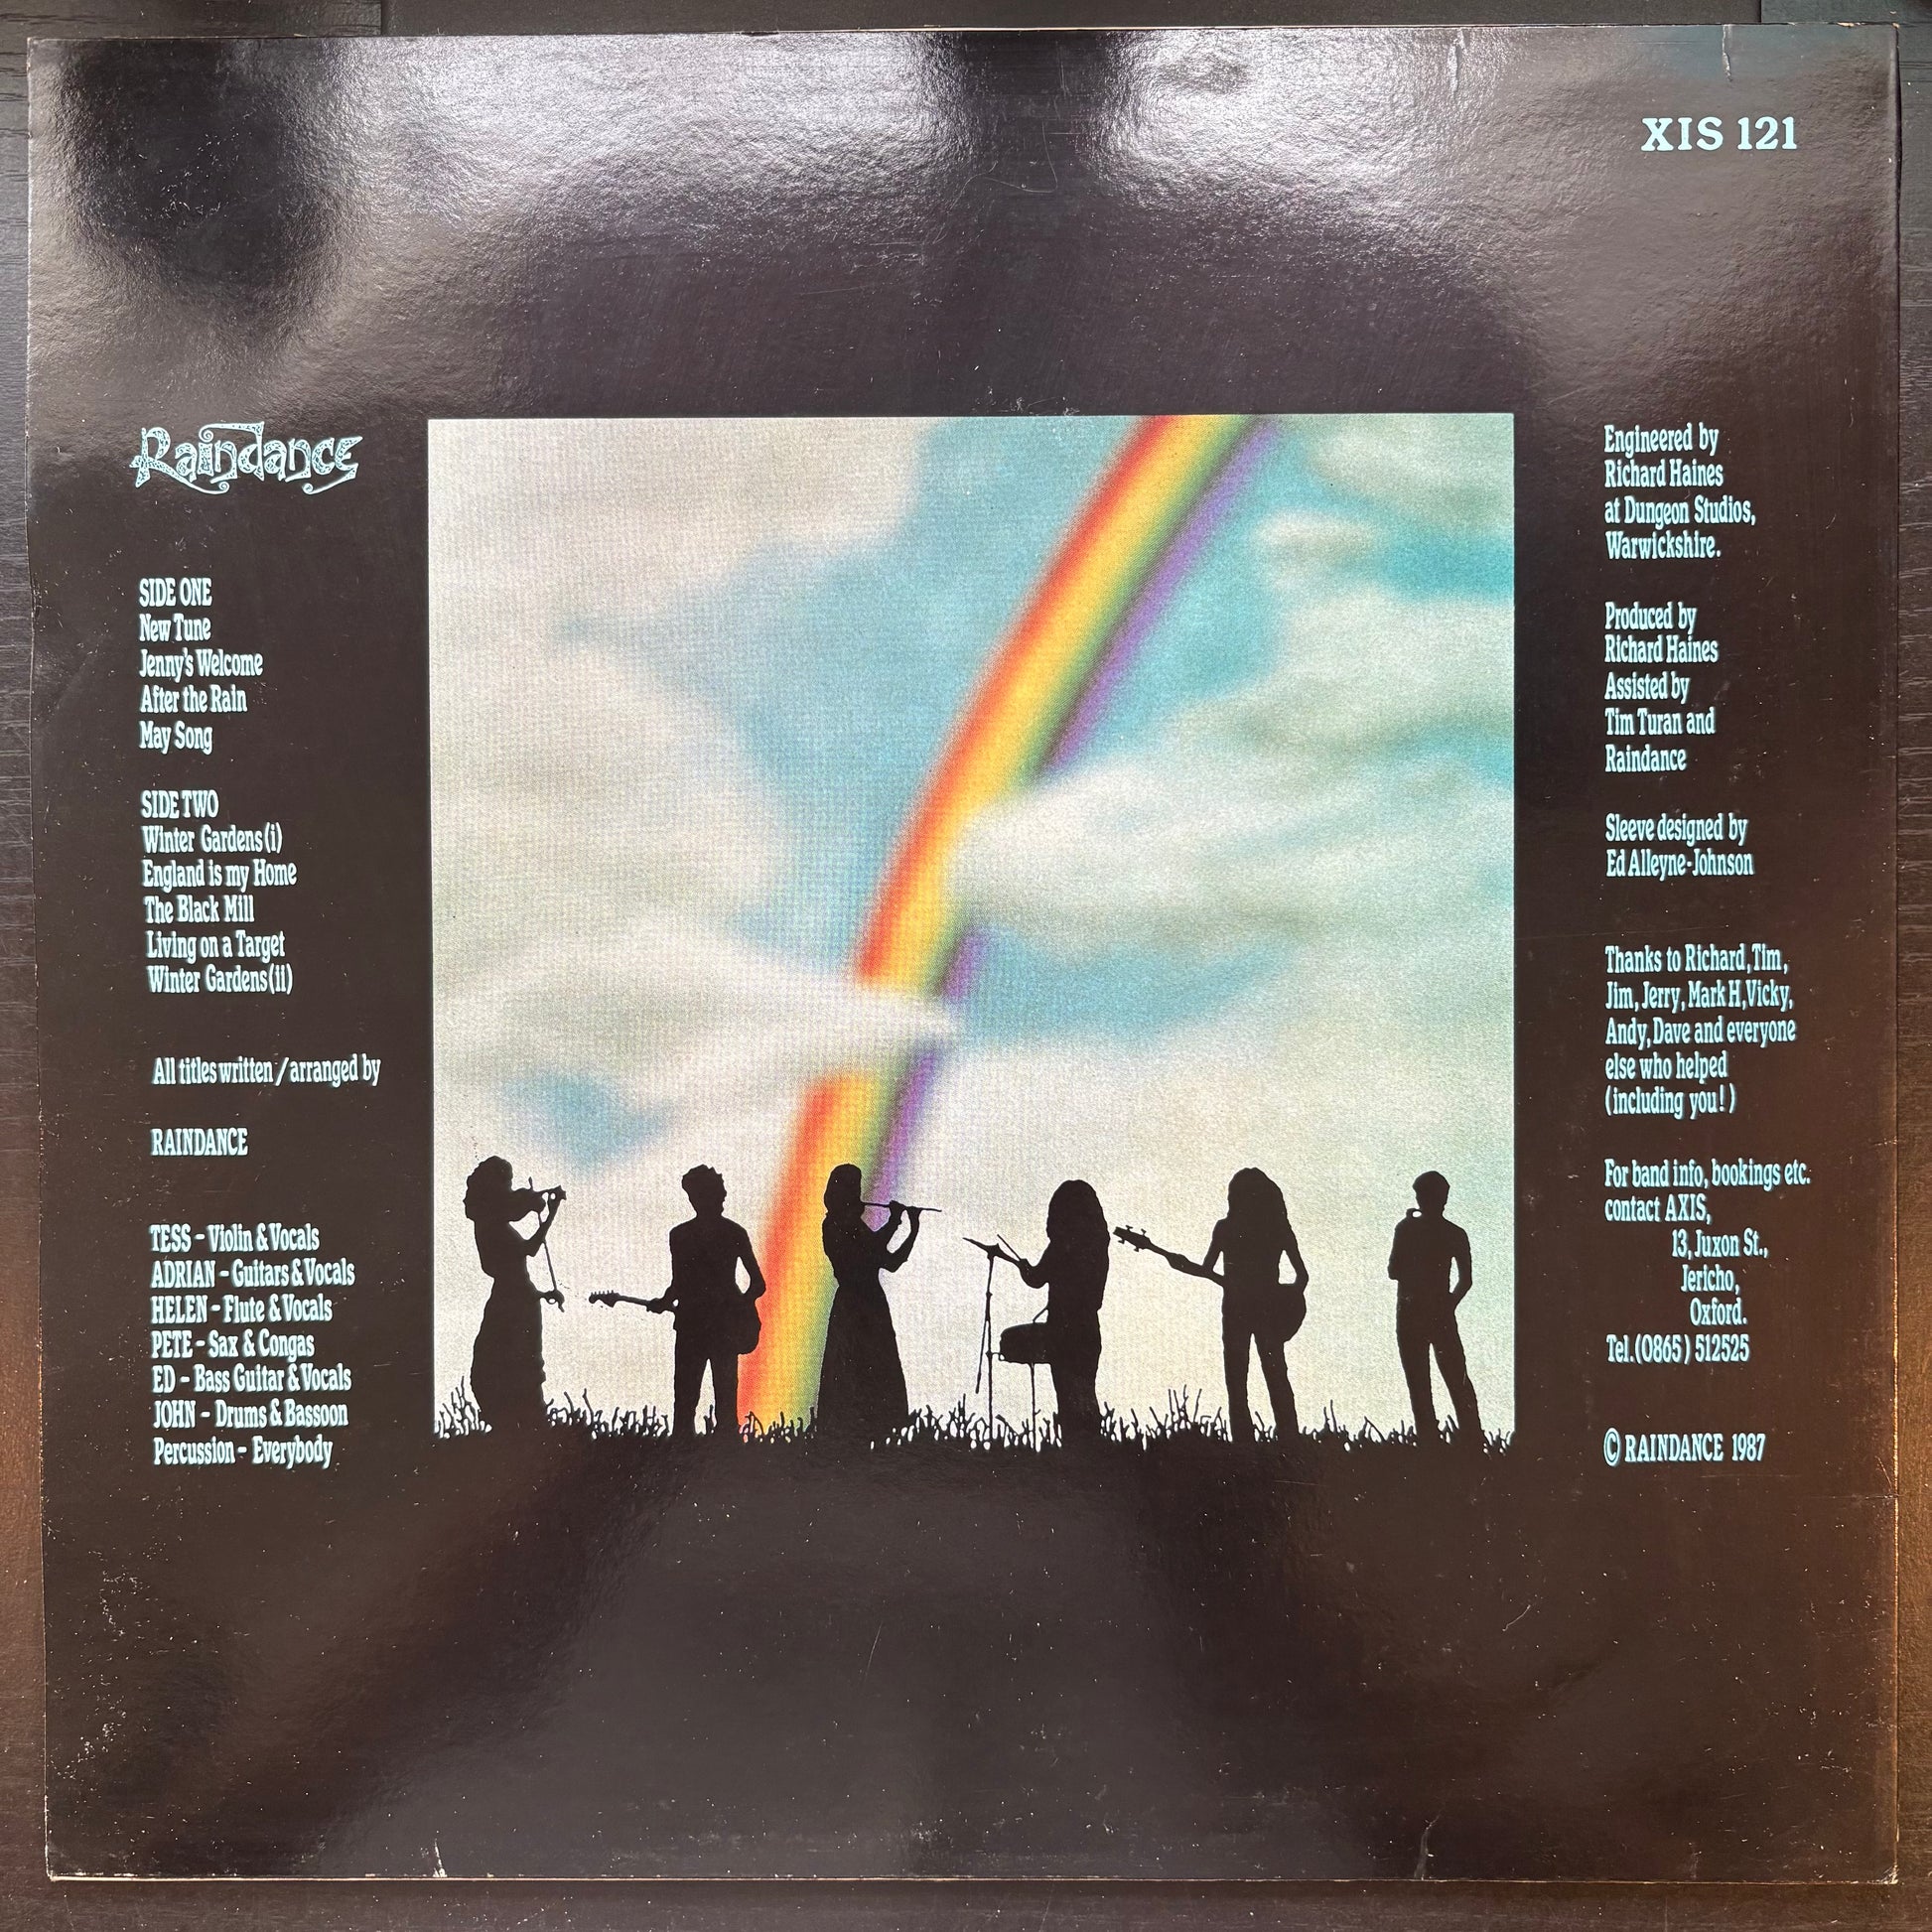 XIS 121
Raindance
SIDE ONE
New Tune
Jenny's Welcome
After the Rain
May Song
SIDE TWO
Winter Gardens (i)
England is my Home
The Black Mill
Living on a Target
Winter Gardens (ii)
All titles written / arranged by
RAINDANCE
TESS - Violin & Vocals
ADRIAN - Guitars & Vocals
HELEN - Flute & Vocals
PETE - Sax & Congas
ED - Bass Guitar & Vocals
JOHN - Drums & Bassoon
Percussion - Everybody
Engineered by
Richard Haines
at Dungeon Studios,
Warwickshire.
Produced by
Richard Haines
Assisted by
Tim Turan and
Raindance
Sleeve designed by
Ed Alleyne-Johnson
Thanks to Richard, Tim,
Jim, Jerry, Mark H, Vicky,
Andy, Dave and everyone
else who helped
(including you!)
For band info, bookings etc.
contact AXIS,
13, Juxon St.,
Jericho,
Oxford.
Tel. (0865) 512525
© RAINDANCE 1987